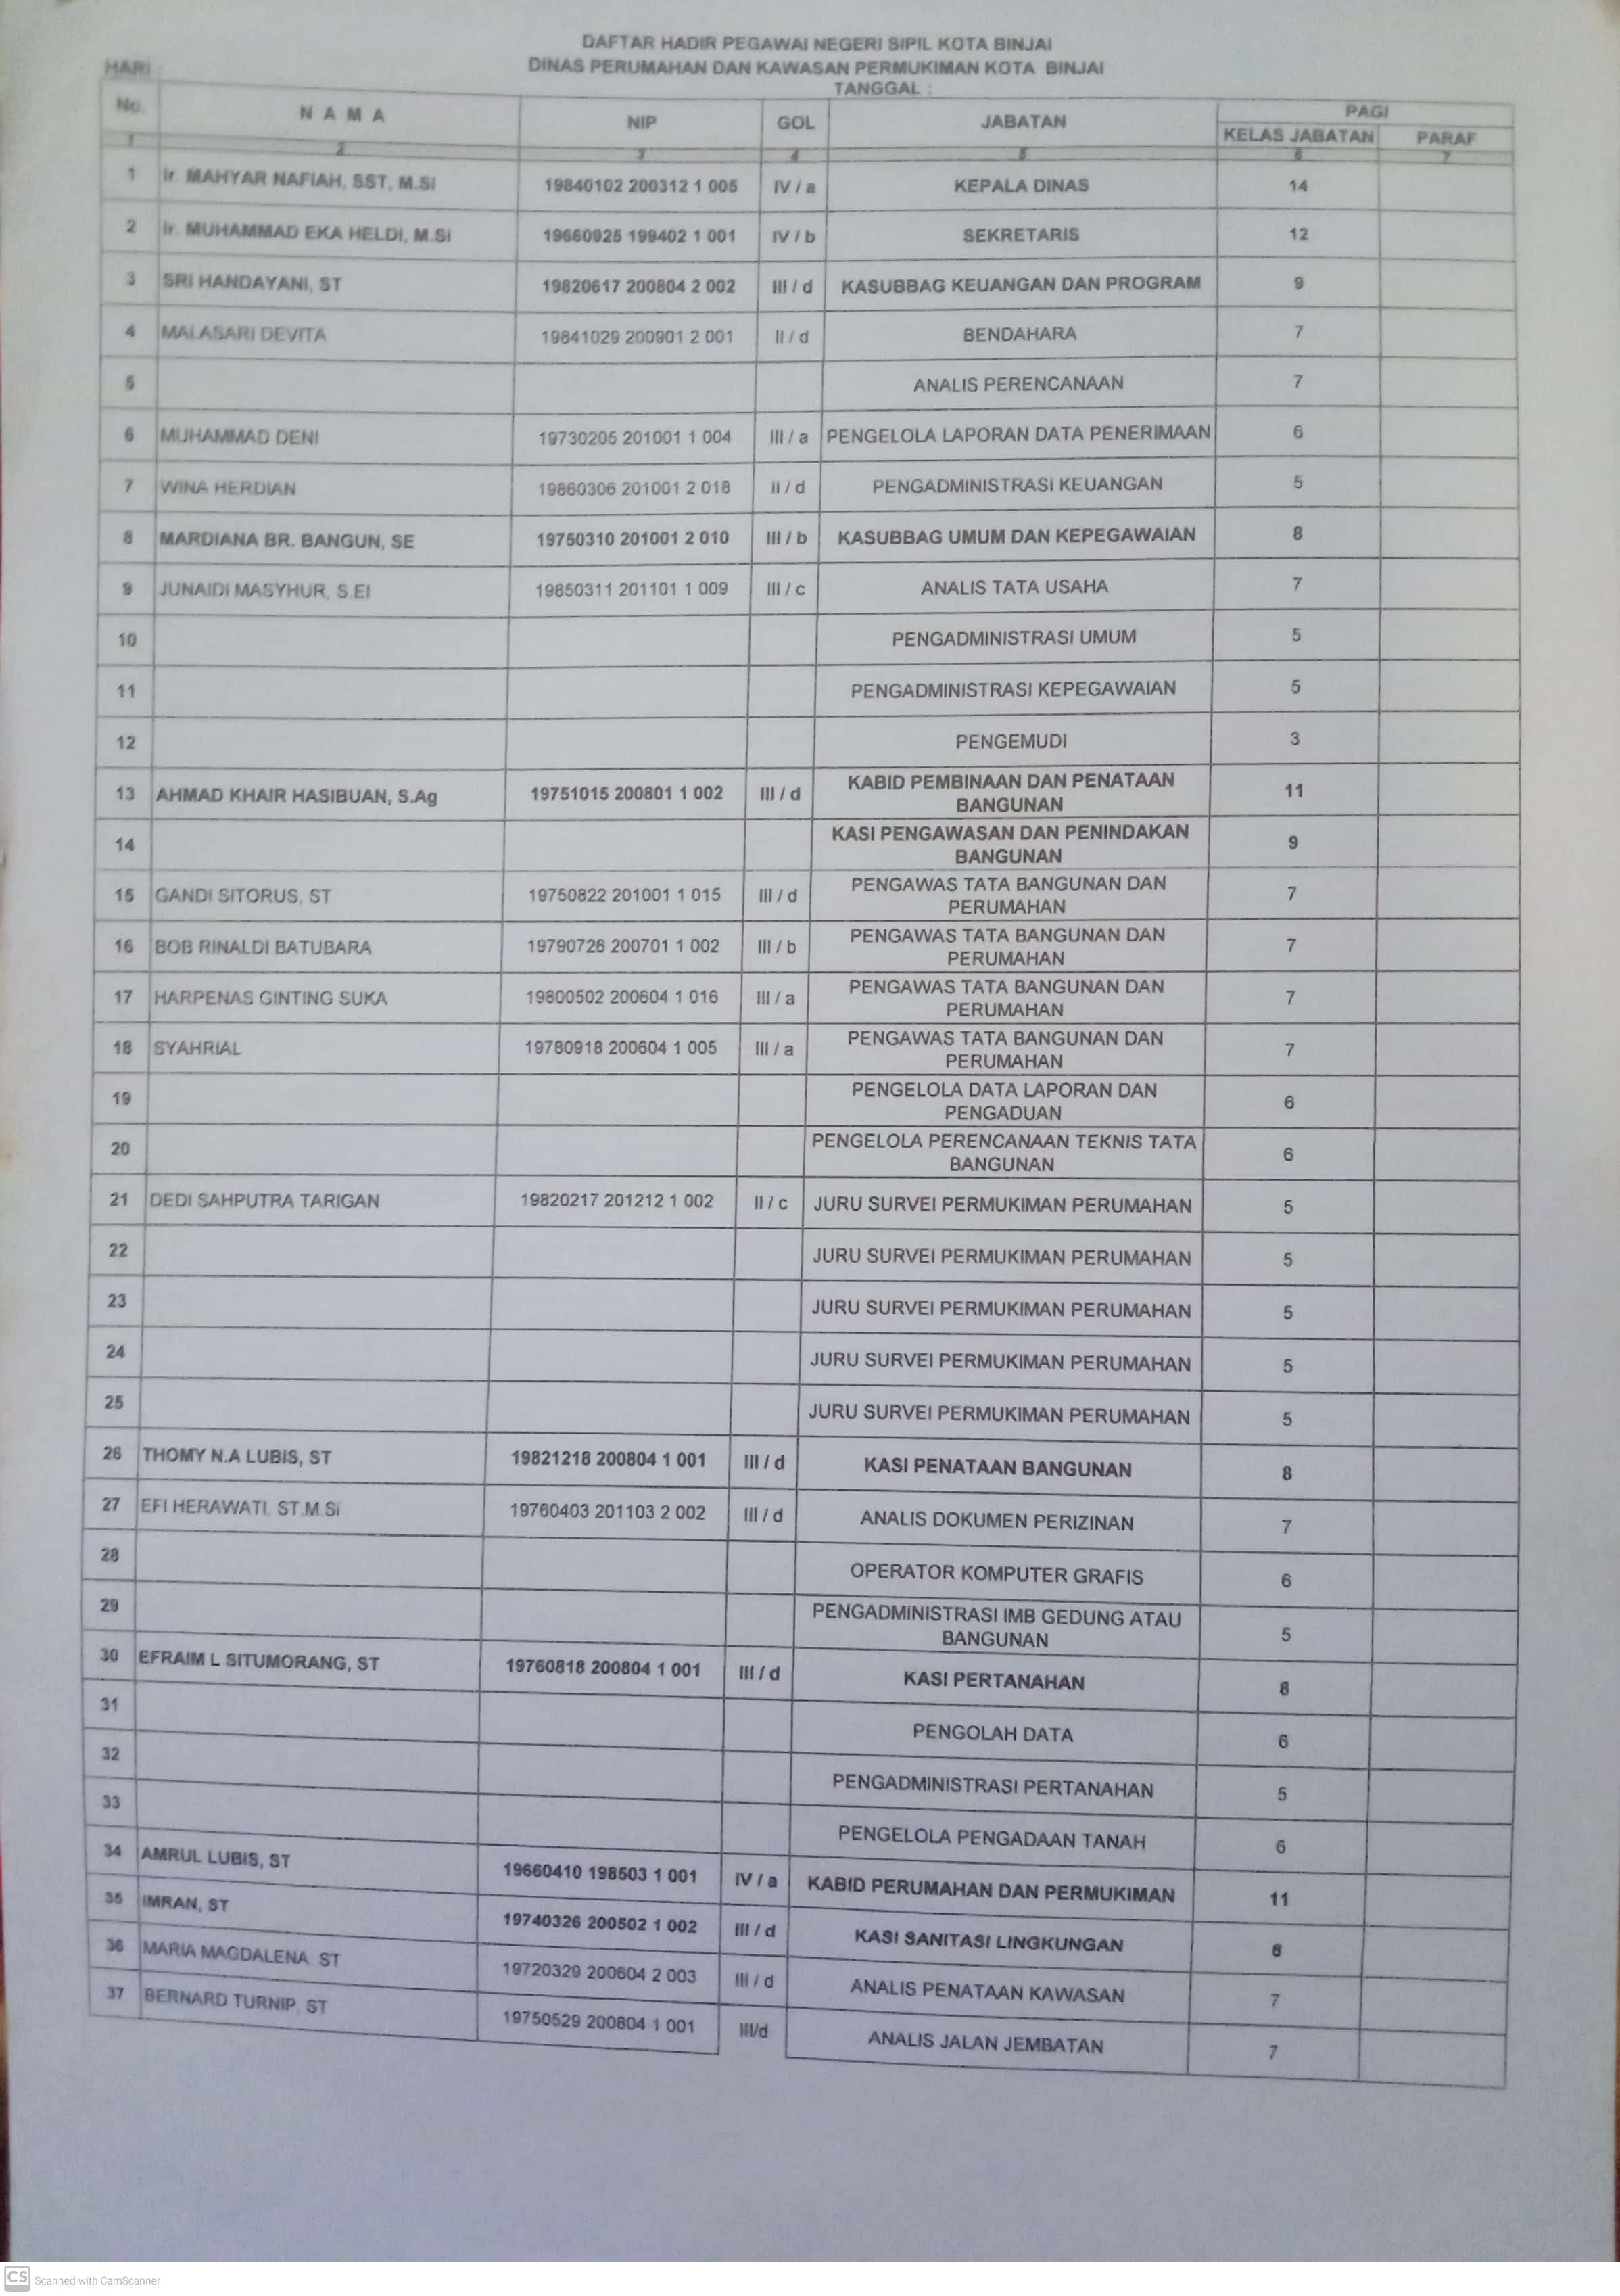 DAFTAR HADIR PEGAWAI NEGERI SIPIL KOTA BINJAI
DINAS PERUMAHAN DAN KAWASAN PERMUKIMAN KOTA BINJAI
HARI :
TANGGAL :
No. N A M A NIP GOL JABATAN PAGI
KELAS JABATAN PARAF
1 2 3 4 5 6 7
1 Ir. MAHYAR NAFIAH, SST, M.Si 19840102 200312 1 005 IV / a KEPALA DINAS 14
2 Ir. MUHAMMAD EKA HELDI, M.Si 19660925 199402 1 001 IV / b SEKRETARIS 12
3 SRI HANDAYANI, ST 19820617 200804 2 002 III / d KASUBBAG KEUANGAN DAN PROGRAM 9
4 MALASARI DEVITA 19841029 200901 2 001 II / d BENDAHARA 7
5 ANALIS PERENCANAAN 7
6 MUHAMMAD DENI 19730205 201001 1 004 III / a PENGELOLA LAPORAN DATA PENERIMAAN 6
7 WINA HERDIAN 201001 2 018 II / d PENGADMINISTRASI KEUANGAN 5
8 MARDIANA BR. BANGUN, SE 19750310 201001 2 010 III / b KASUBBAG UMUM DAN KEPEGAWAIAN 8
9 JUNAIDI MASYHUR, S.EI 19850311 201101 1 009 III / c ANALIS TATA USAHA 7
10 PENGADMINISTRASI UMUM 5
11 PENGADMINISTRASI KEPEGAWAIAN 5
12 PENGEMUDI 3
13 AHMAD KHAIR HASIBUAN, S.Ag 19751015 200801 1 002 III / d KABID PEMBINAAN DAN PENATAAN 11
BANGUNAN
14 KASI PENGAWASAN DAN PENINDAKAN 9
BANGUNAN
15 GANDI SITORUS, ST 19750822 201001 1 015 III / d PENGAWAS TATA BANGUNAN DAN 7
PERUMAHAN
16 BOB RINALDI BATUBARA 19790726 200701 1 002 III / b PENGAWAS TATA BANGUNAN DAN 7
PERUMAHAN
17 HARPENAS GINTING SUKA 19800502 200604 1 016 III / a PENGAWAS TATA BANGUNAN DAN 7
PERUMAHAN
18 SYAHRIAL 19780918 200604 1 005 III / a PENGAWAS TATA BANGUNAN DAN 7
PERUMAHAN
19 PENGELOLA DATA LAPORAN DAN 6
PENGADUAN
20 PENGELOLA PERENCANAAN TEKNIS TATA 6
BANGUNAN
21 DEDI SAHPUTRA TARIGAN 19820217 201212 1 002 II / c JURU SURVEI PERMUKIMAN PERUMAHAN 5
22 JURU SURVEI PERMUKIMAN PERUMAHAN 5
23 JURU SURVEI PERMUKIMAN PERUMAHAN 5
24 JURU SURVEI PERMUKIMAN PERUMAHAN 5
25 JURU SURVEI PERMUKIMAN PERUMAHAN 5
26 THOMY N.A LUBIS, ST 19821218 200804 1 001 III / d KASI PENATAAN BANGUNAN 8
27 EFI HERAWATI, ST.M.Si 19760403 201103 2 002 III / d ANALIS DOKUMEN PERIZINAN 7
28 OPERATOR KOMPUTER GRAFIS 6
29 PENGADMINISTRASI IMB GEDUNG ATAU 5
BANGUNAN
30 EFRAIM L SITUMORANG, ST 19760818 200804 1 001 III / d KASI PERTANAHAN 8
31 PENGOLAH DATA 6
32 PENGADMINISTRASI PERTANAHAN 5
33 PENGELOLA PENGADAAN TANAH 6
34 AMRUL LUBIS, ST 19660410 198503 1 001 IV / a KABID PERUMAHAN DAN PERMUKIMAN 11
35 IMRAN, ST 19740326 200502 1 002 III / d KASI SANITASI LINGKUNGAN 8
36 MARIA MAGDALENA, ST 19720329 200604 2 003 III / d ANALIS PENATAAN KAWASAN 7
37 BERNARD TURNIP, ST 19750529 200804 1 001 III/d ANALIS JALAN JEMBATAN 7
CS Scanned with CamScanner